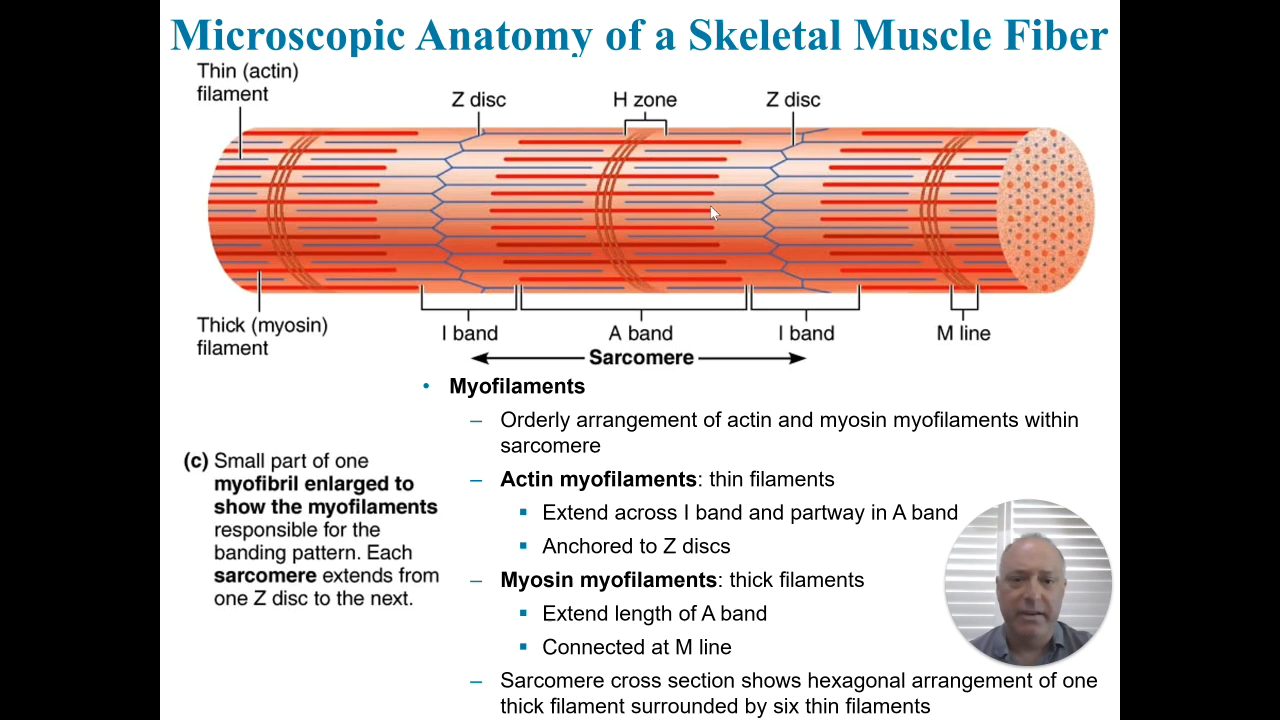 Microscopic Anatomy of a Skeletal Muscle Fiber
Thin (actin)
filament
Z disc
H zone
Z disc
Thick (myosin)
filament
I band
A band
I band
M line
Sarcomere
• Myofilaments
– Orderly arrangement of actin and myosin myofilaments within
sarcomere
– Actin myofilaments: thin filaments
▪ Extend across I band and partway in A band
▪ Anchored to Z discs
– Myosin myofilaments: thick filaments
▪ Extend length of A band
▪ Connected at M line
– Sarcomere cross section shows hexagonal arrangement of one
thick filament surrounded by six thin filaments
(c) Small part of one
myofibril enlarged to
show the myofilaments
responsible for the
banding pattern. Each
sarcomere extends from
one Z disc to the next.